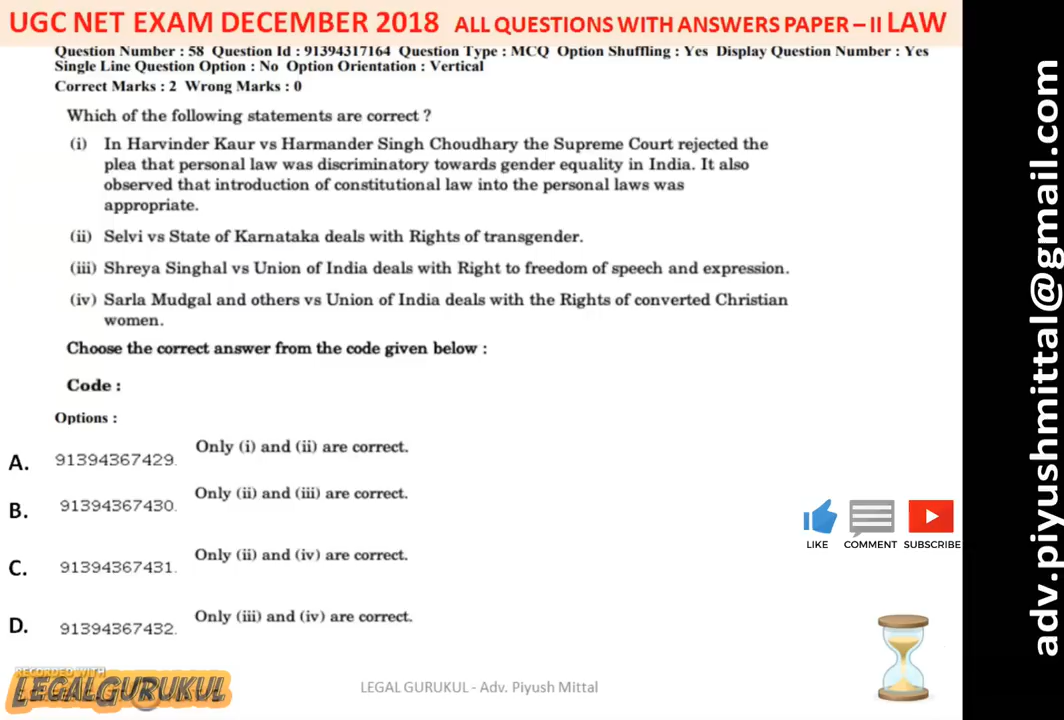 UGC NET EXAM DECEMBER 2018 ALL QUESTIONS WITH ANSWERS PAPER – II LAW
Question Number : 58 Question Id : 91394317164 Question Type : MCQ Option Shuffling : Yes Display Question Number : Yes
Single Line Question Option : No Option Orientation : Vertical
Correct Marks : 2 Wrong Marks : 0
Which of the following statements are correct ?
(i) In Harvinder Kaur vs Harmander Singh Choudhary the Supreme Court rejected the
plea that personal law was discriminatory towards gender equality in India. It also
observed that introduction of constitutional law into the personal laws was
appropriate.
(ii) Selvi vs State of Karnataka deals with Rights of transgender.
(iii) Shreya Singhal vs Union of India deals with Right to freedom of speech and expression.
(iv) Sarla Mudgal and others vs Union of India deals with the Rights of converted Christian
women.
Choose the correct answer from the code given below :
Code :
Options :
A. 91394367429. Only (i) and (ii) are correct.
B. 91394367430. Only (ii) and (iii) are correct.
C. 91394367431. Only (ii) and (iv) are correct.
D. 91394367432. Only (iii) and (iv) are correct.
LIKE COMMENT SUBSCRIBE
RECORDED WITH
LEGALGURUKUL
LEGAL GURUKUL - Adv. Piyush Mittal
adv.piyushmittal@gmail.com